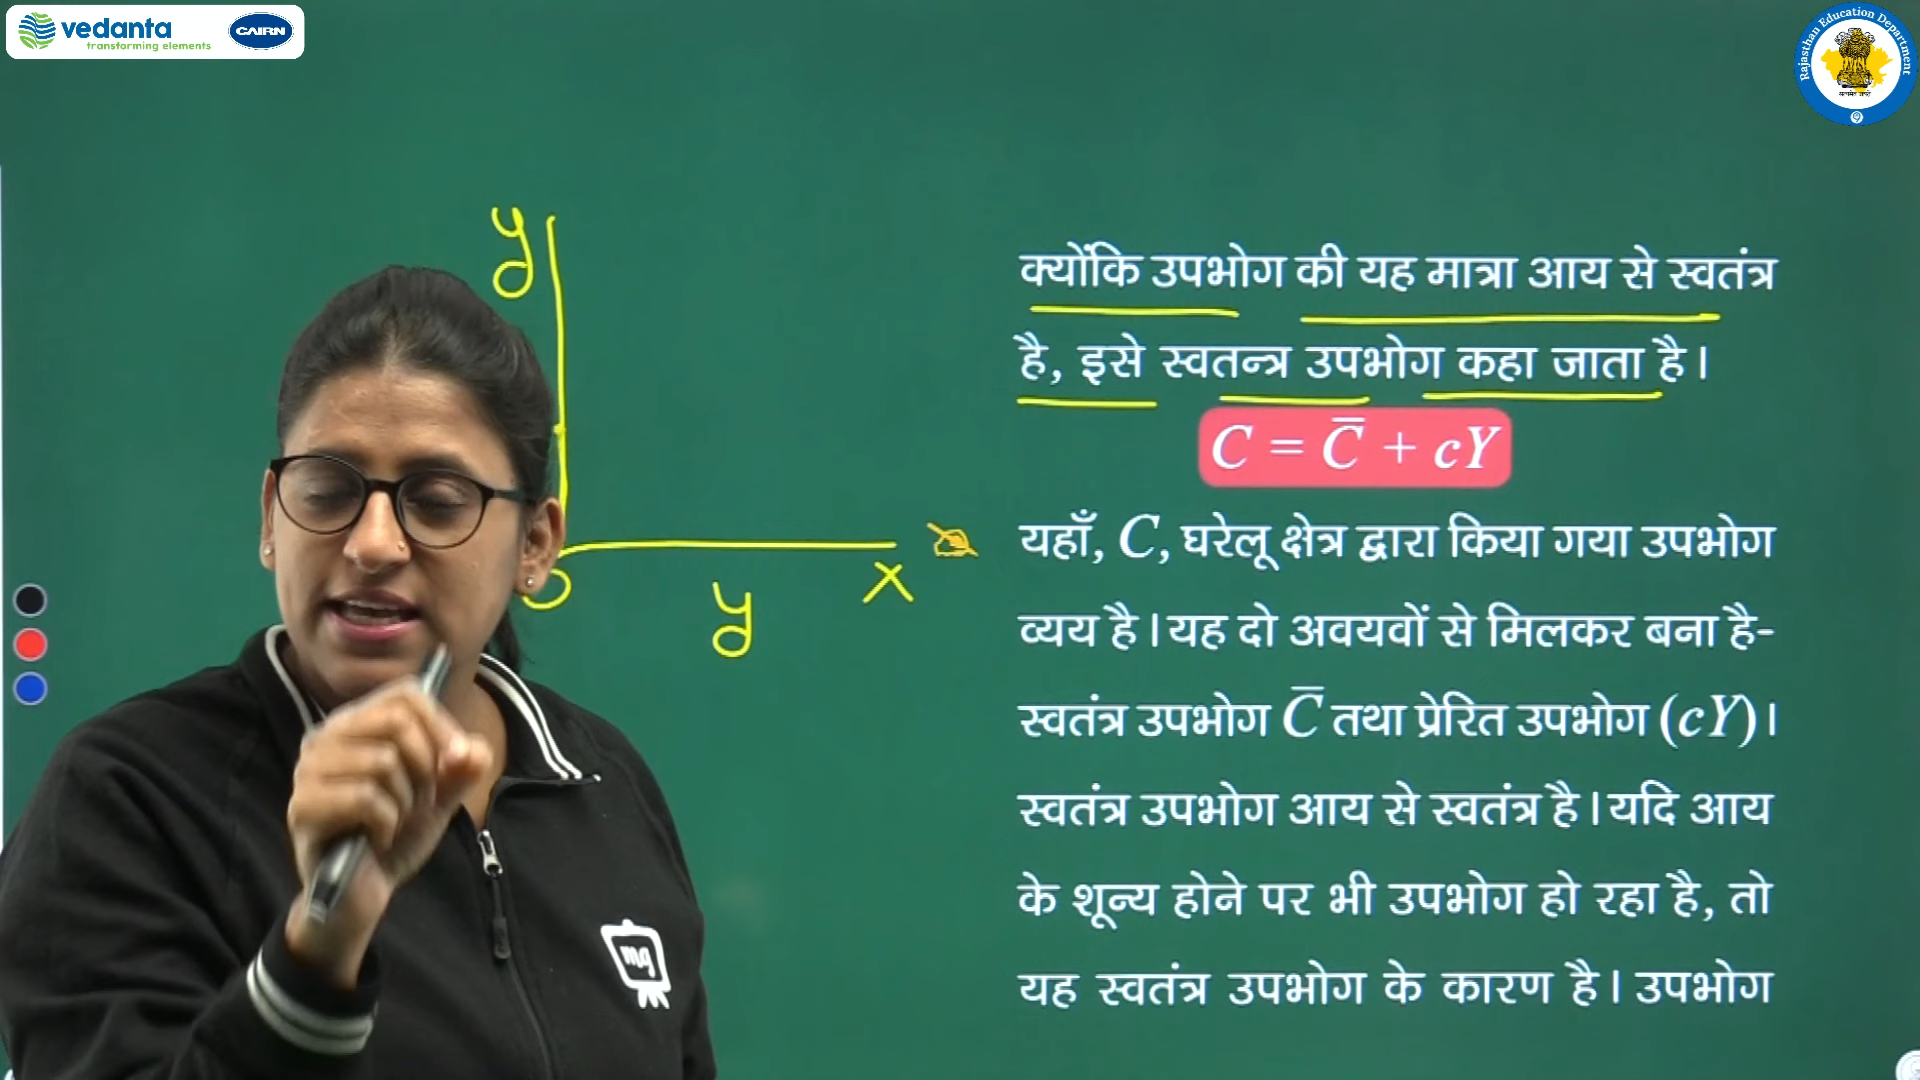 vedanta
transforming elements
CAIRN
Rajasthan Education Department
y
O
y
X
क्योंकि उपभोग की यह मात्रा आय से स्वतंत्र
है, इसे स्वतन्त्र उपभोग कहा जाता है।
C = C̅ + cY
यहाँ, C, घरेलू क्षेत्र द्वारा किया गया उपभोग
व्यय है। यह दो अवयवों से मिलकर बना है-
स्वतंत्र उपभोग C̅ तथा प्रेरित उपभोग (cY)।
स्वतंत्र उपभोग आय से स्वतंत्र है। यदि आय
के शून्य होने पर भी उपभोग हो रहा है, तो
यह स्वतंत्र उपभोग के कारण है। उपभोग
mg